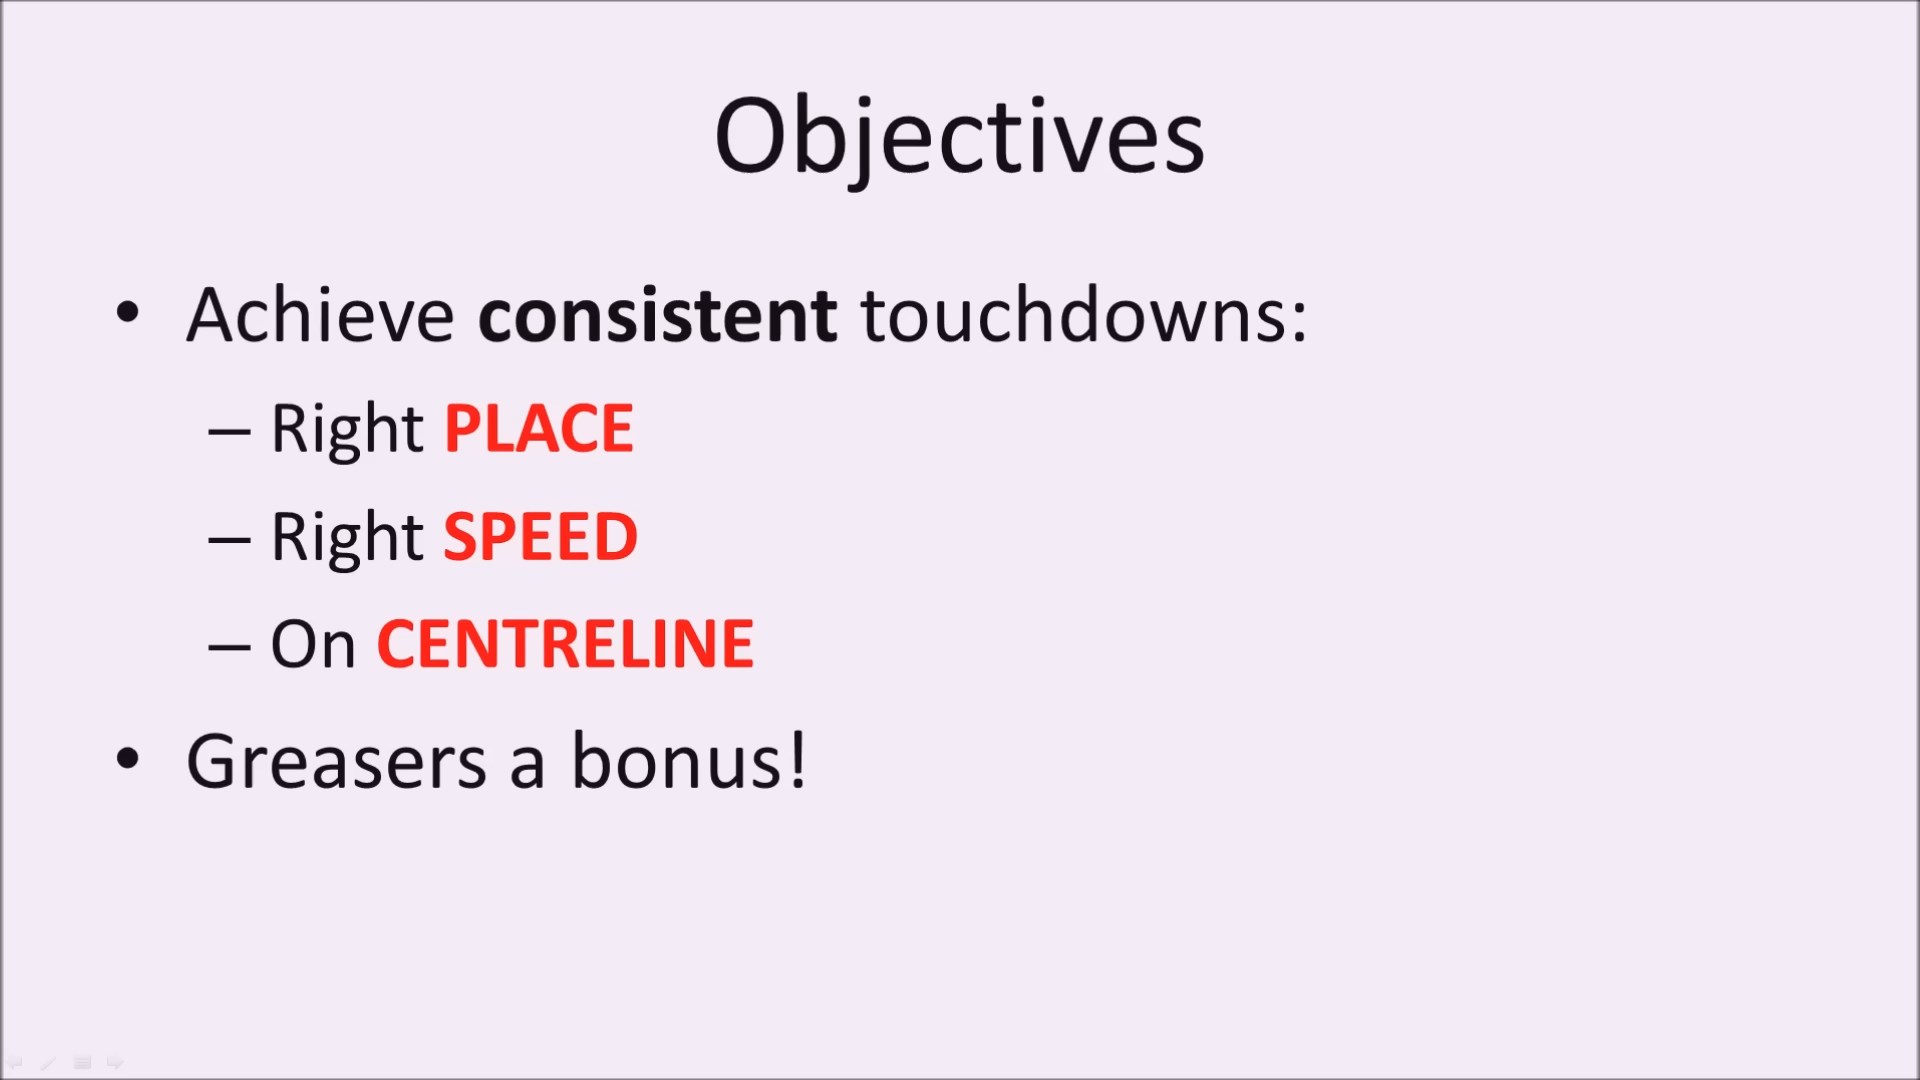 Objectives
• Achieve consistent touchdowns:
– Right PLACE
– Right SPEED
– On CENTRELINE
• Greasers a bonus!